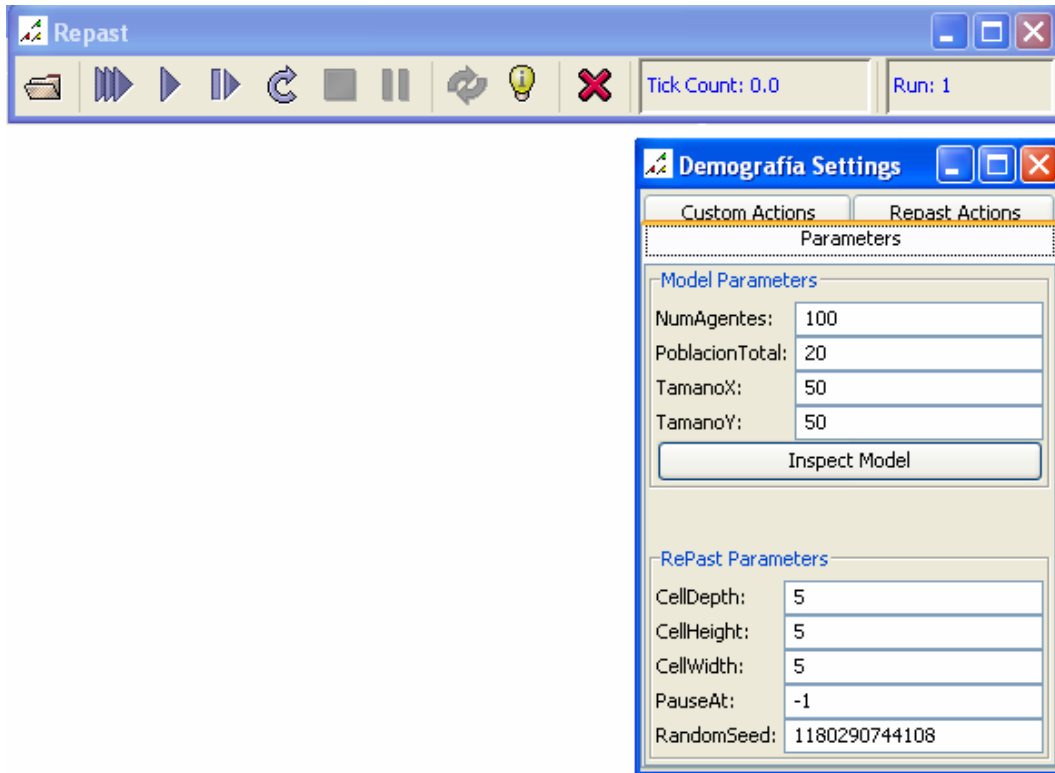 Repast
Tick Count: 0.0
Run: 1
Demografía Settings
Custom Actions
Repast Actions
Parameters
Model Parameters
NumAgentes: 100
PoblacionTotal: 20
TamanoX: 50
TamanoY: 50
Inspect Model
RePast Parameters
CellDepth: 5
CellHeight: 5
CellWidth: 5
PauseAt: -1
RandomSeed: 1180290744108